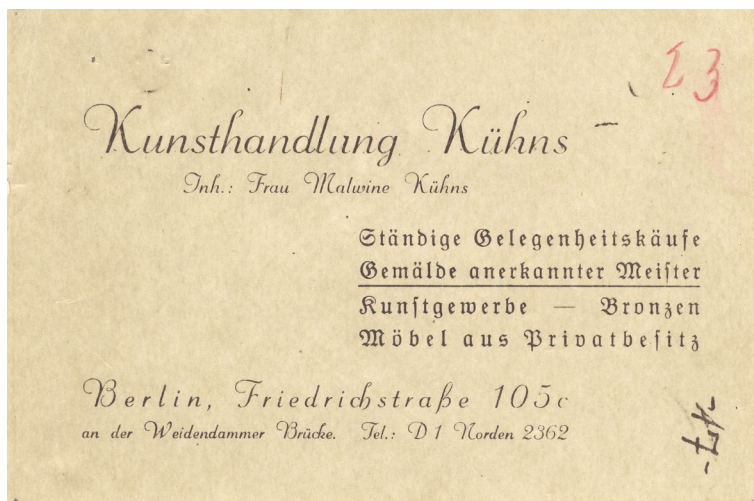 23
Kunsthandlung Kühns
Inh.: Frau Malwine Kühns
Ständige Gelegenheitskäufe
Gemälde anerkannter Meiſter
Kunſtgewerbe — Bronzen
Möbel aus Privatbeſitz
Berlin, Friedrichstraße 105c
an der Weidendammer Brücke. Tel.: D 1 Norden 2362